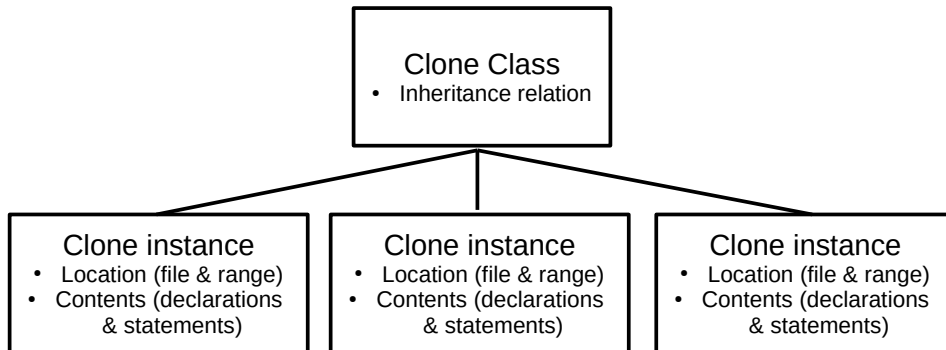 Clone Class
• Inheritance relation
Clone instance
• Location (file & range)
• Contents (declarations
& statements)
Clone instance
• Location (file & range)
• Contents (declarations
& statements)
Clone instance
• Location (file & range)
• Contents (declarations
& statements)